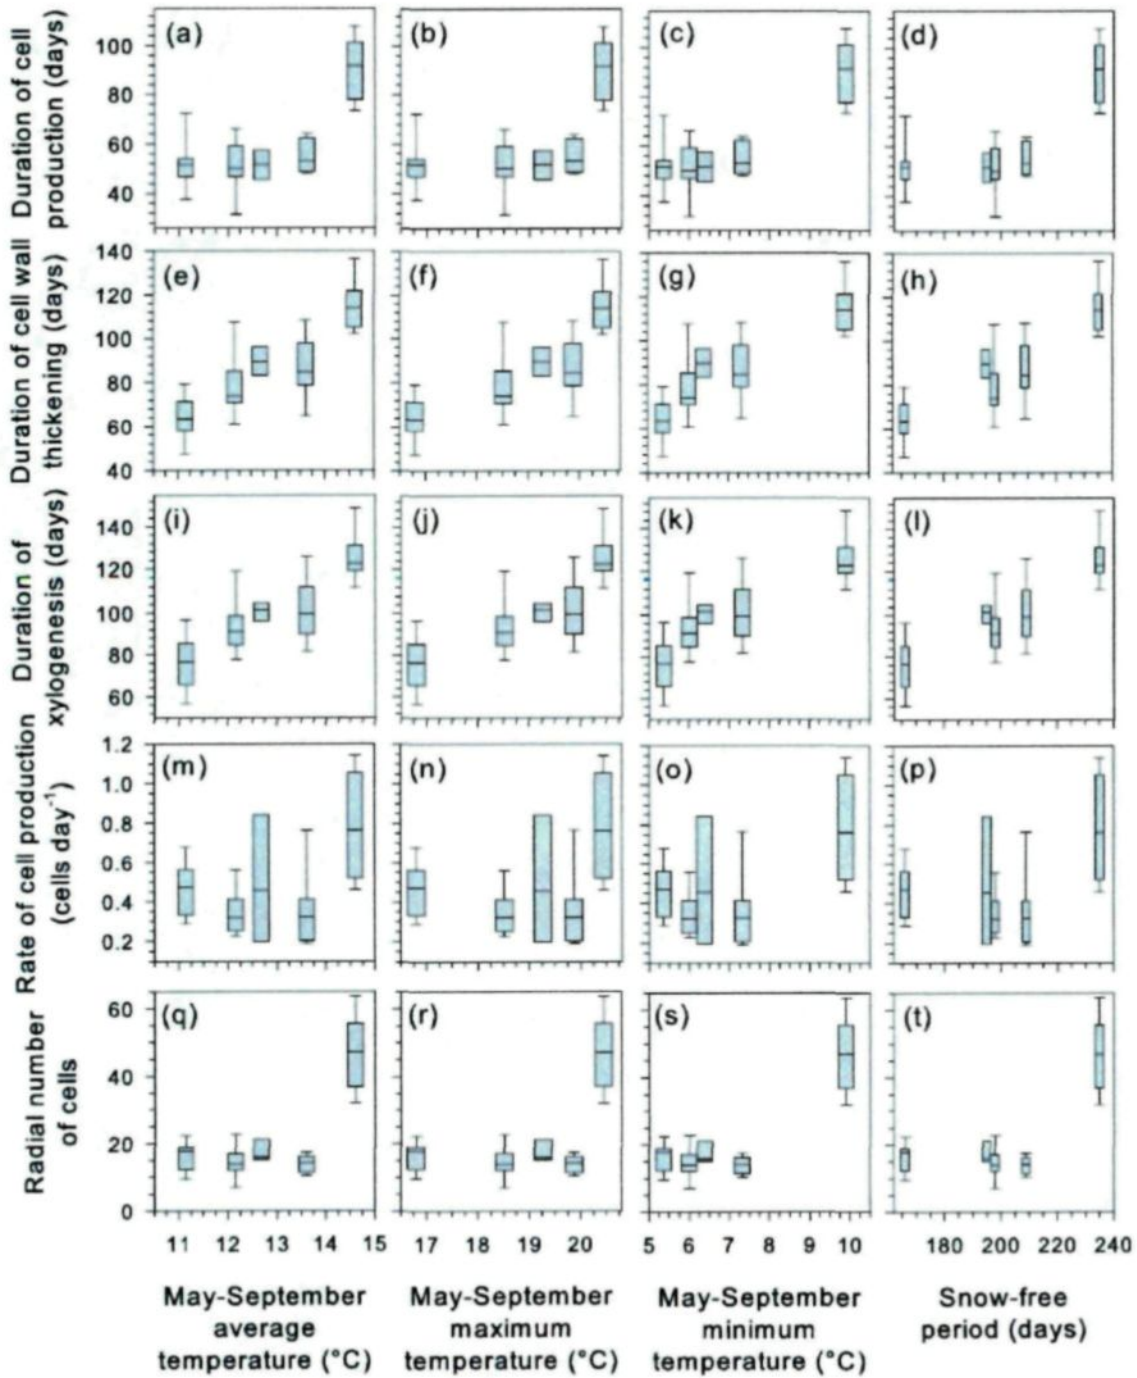 Duration of cell
production (days)
100
80
60
40
(a)
(b)
(c)
(d)
Duration of cell wall
thickening (days)
140
120
100
80
60
40
(e)
(f)
(g)
(h)
Duration of
xylogenesis (days)
140
120
100
80
60
(i)
(j)
(k)
(l)
Rate of cell production
(cells day⁻¹)
1.2
1.0
0.8
0.6
0.4
0.2
(m)
(n)
(o)
(p)
Radial number
of cells
60
40
20
0
(q)
(r)
(s)
(t)
11 12 13 14 15
17 18 19 20
5 6 7 8 9 10
180 200 220 240
May-September
average
temperature (°C)
May-September
maximum
temperature (°C)
May-September
minimum
temperature (°C)
Snow-free
period (days)